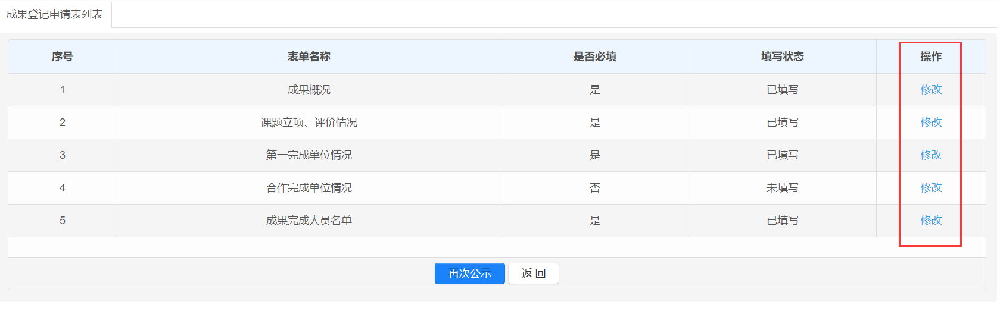 成果登记申请表列表
序号 表单名称 是否必填 填写状态 操作
1 成果概况 是 已填写 修改
2 课题立项、评价情况 是 已填写 修改
3 第一完成单位情况 是 已填写 修改
4 合作完成单位情况 否 未填写 修改
5 成果完成人员名单 是 已填写 修改
再次公示 返 回